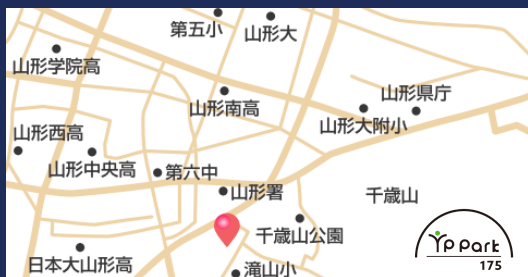 第五小
山形大
山形学院高
山形県庁
山形南高
山形大附小
山形西高
山形中央高
第六中
山形署
千歳山
千歳山公園
日本大山形高
滝山小
YP Park
175